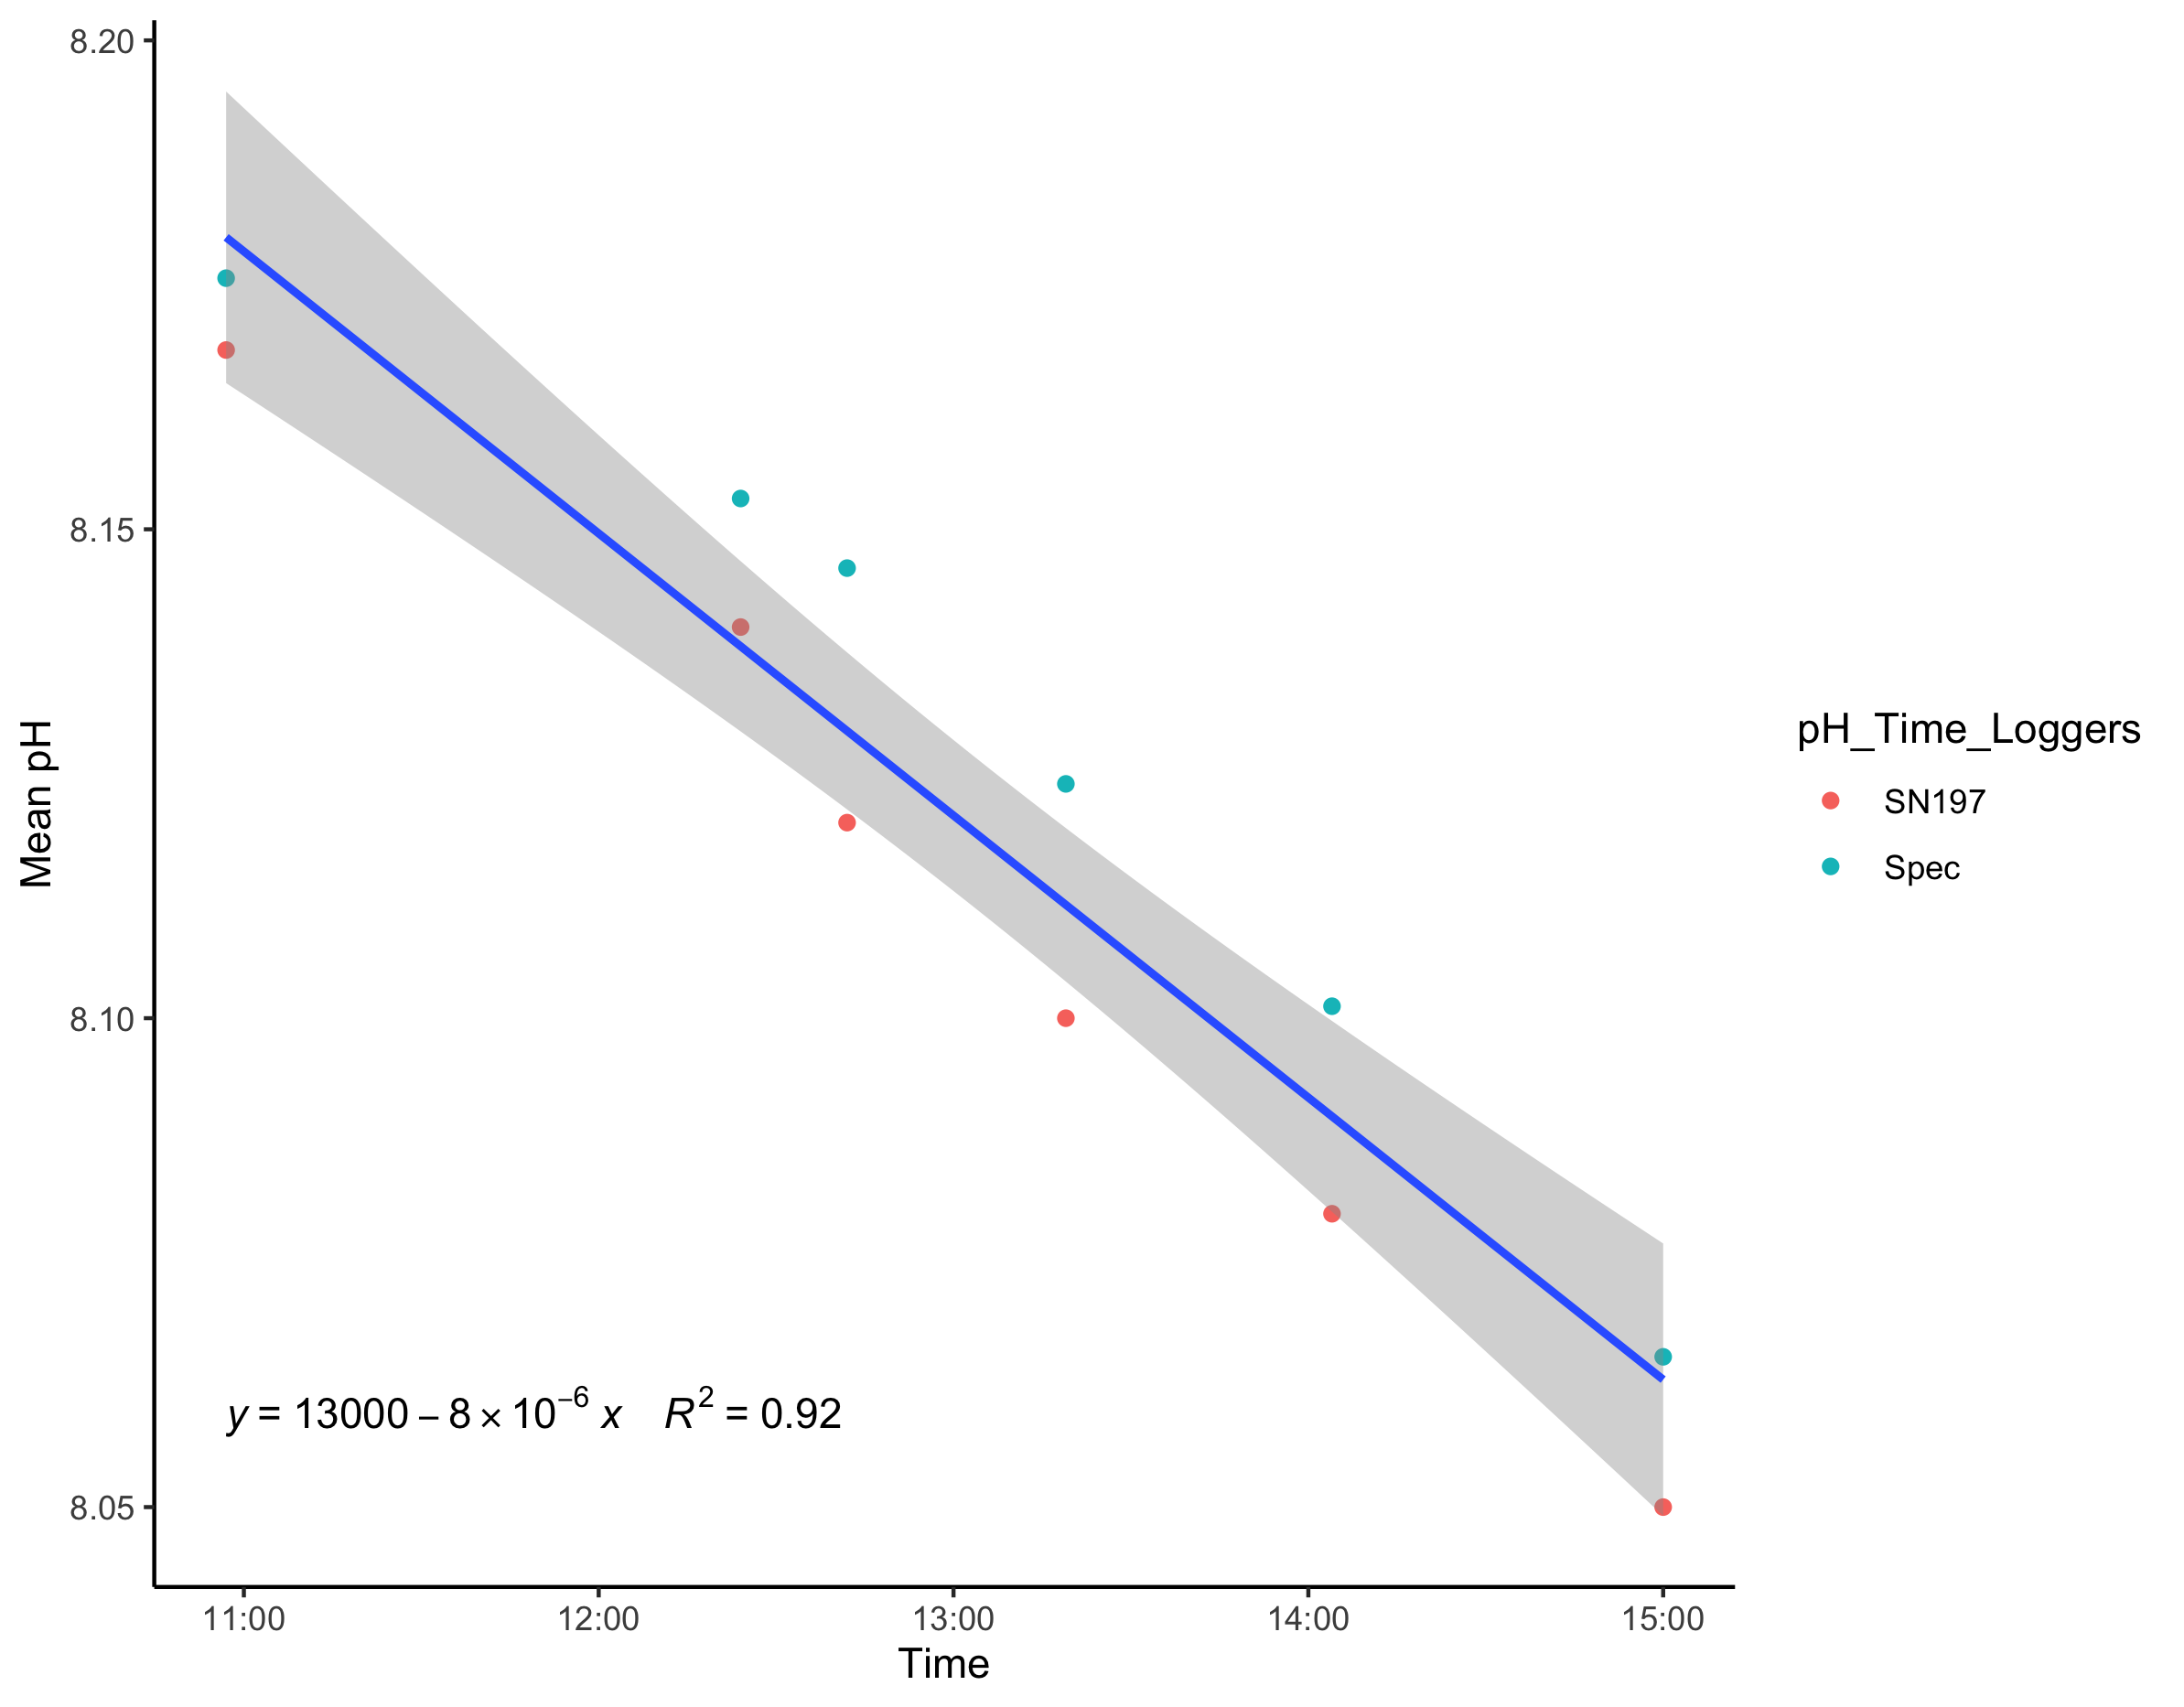 8.20
8.15
8.10
8.05
Mean pH
y = 13000 − 8 × 10⁻⁶ x R² = 0.92
11:00 12:00 13:00 14:00 15:00
Time
pH_Time_Loggers
SN197
Spec